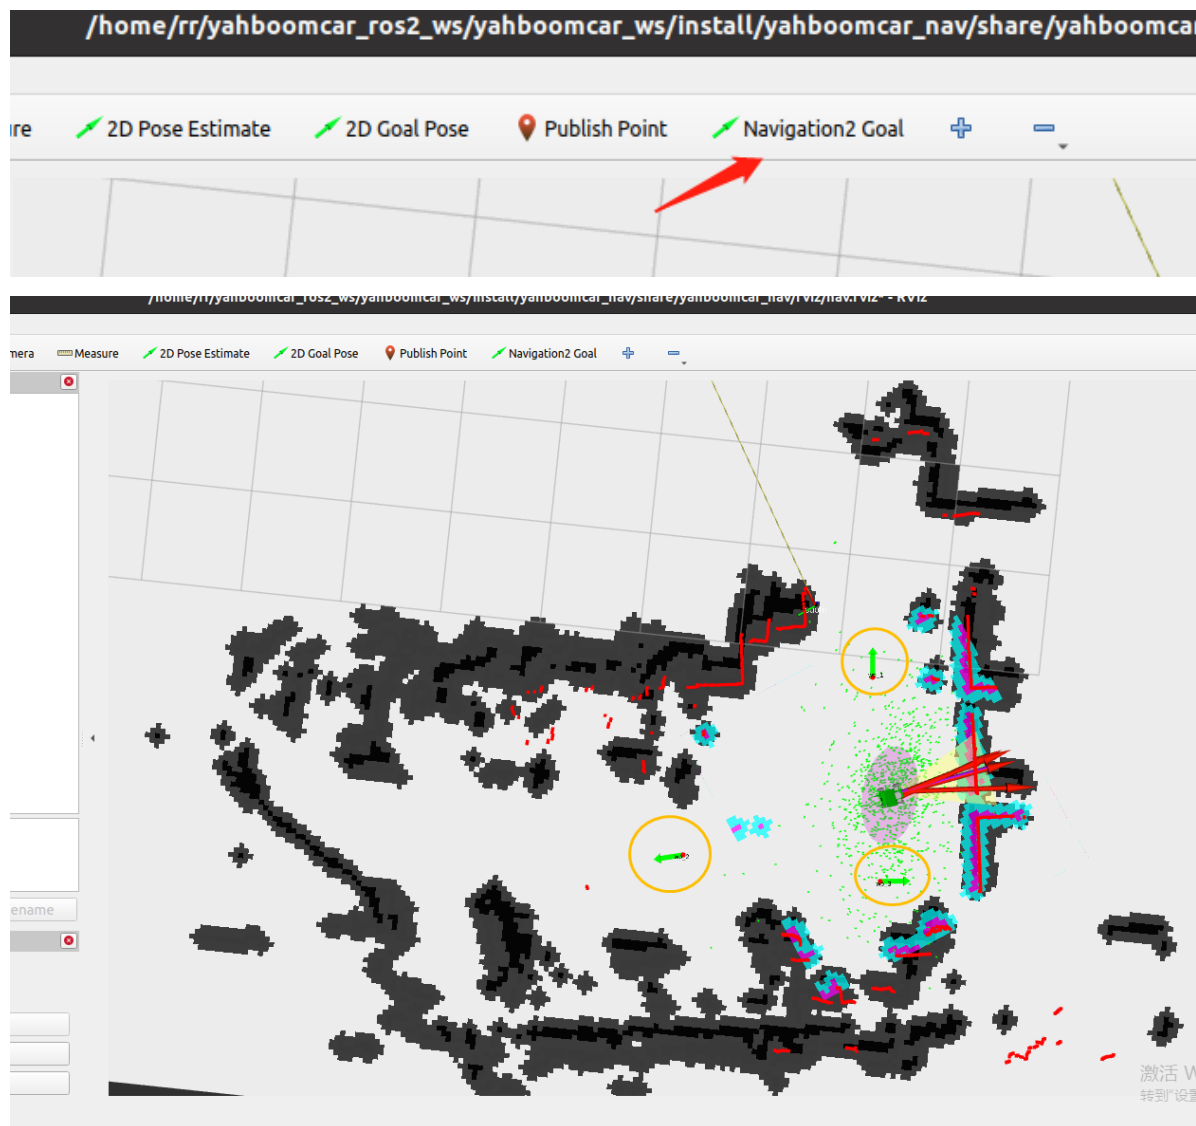 /home/rr/yahboomcar_ros2_ws/yahboomcar_ws/install/yahboomcar_nav/share/yahboomcar
re 2D Pose Estimate 2D Goal Pose Publish Point Navigation2 Goal
/home/rr/yahboomcar_ros2_ws/yahboomcar_ws/install/yahboomcar_nav/share/yahboomcar_nav/rviz/nav.rviz* - RViz
mera Measure 2D Pose Estimate 2D Goal Pose Publish Point Navigation2 Goal
ename
激活 W
转到"设置